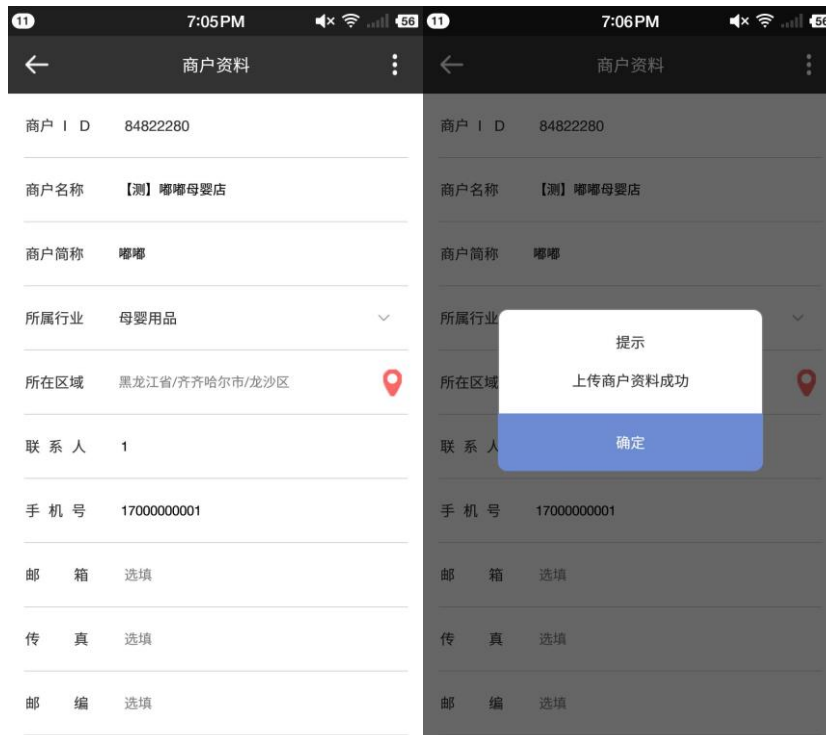 11 7:05PM 56
商户资料
商户 I D 84822280
商户名称 【测】嘟嘟母婴店
商户简称 嘟嘟
所属行业 母婴用品
所在区域 黑龙江省/齐齐哈尔市/龙沙区
联 系 人 1
手 机 号 17000000001
邮 箱 选填
传 真 选填
邮 编 选填
11 7:06PM 56
商户资料
商户 I D 84822280
商户名称 【测】嘟嘟母婴店
商户简称 嘟嘟
所属行业
提示
所在区域
上传商户资料成功
联 系 人
确定
手 机 号 17000000001
邮 箱 选填
传 真 选填
邮 编 选填